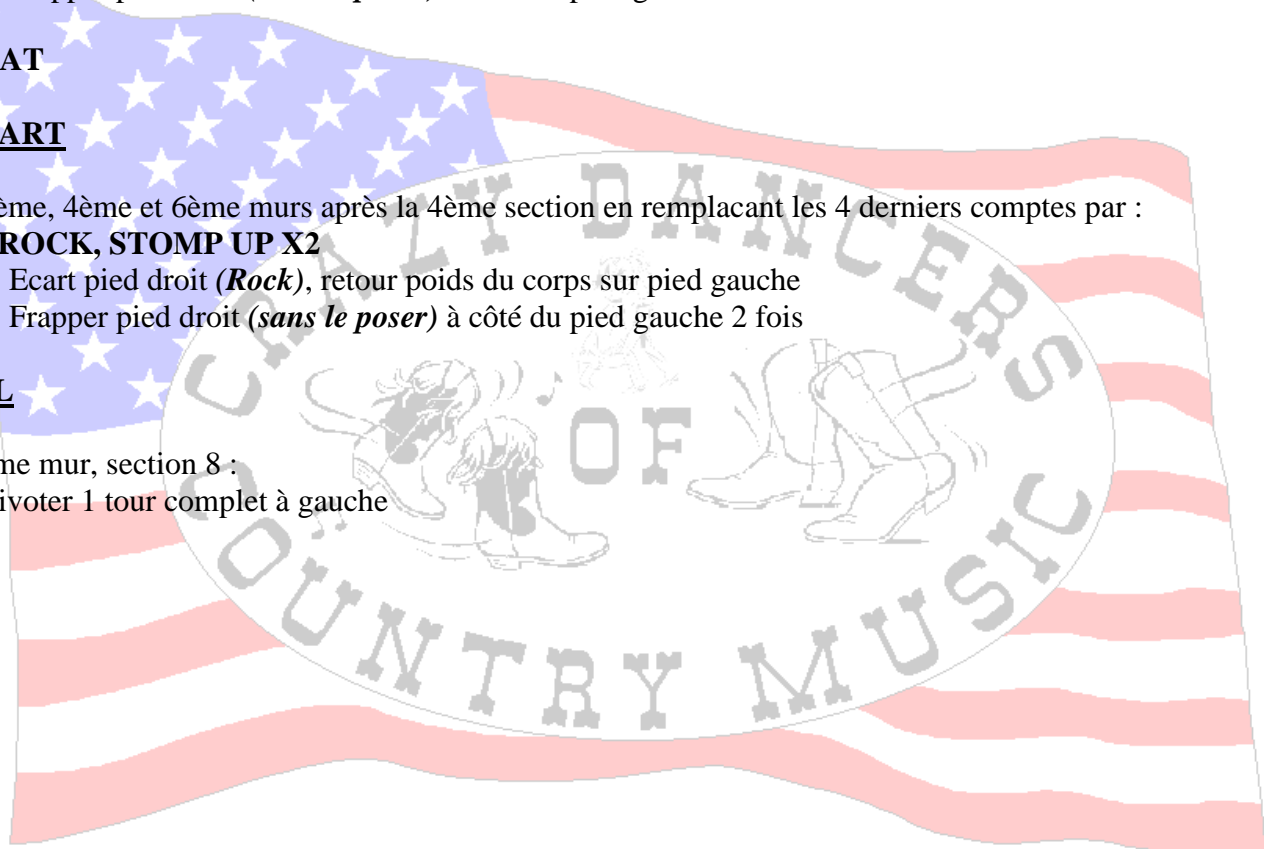 AT
ART
ème, 4ème et 6ème murs après la 4ème section en remplacant les 4 derniers comptes par :
ROCK, STOMP UP X2
Ecart pied droit (Rock), retour poids du corps sur pied gauche
Frapper pied droit (sans le poser) à côté du pied gauche 2 fois
L
me mur, section 8 :
ivoter 1 tour complet à gauche
CRAZY DANCERS
OF
COUNTRY MUSIC